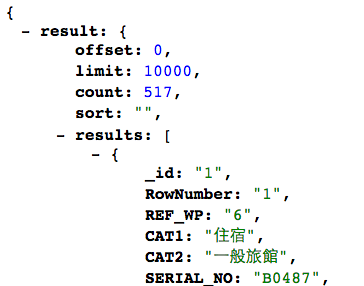 {
- result: {
offset: 0,
limit: 10000,
count: 517,
sort: "",
- results: [
- {
_id: "1",
RowNumber: "1",
REF_WP: "6",
CAT1: "住宿",
CAT2: "一般旅館",
SERIAL_NO: "B0487",